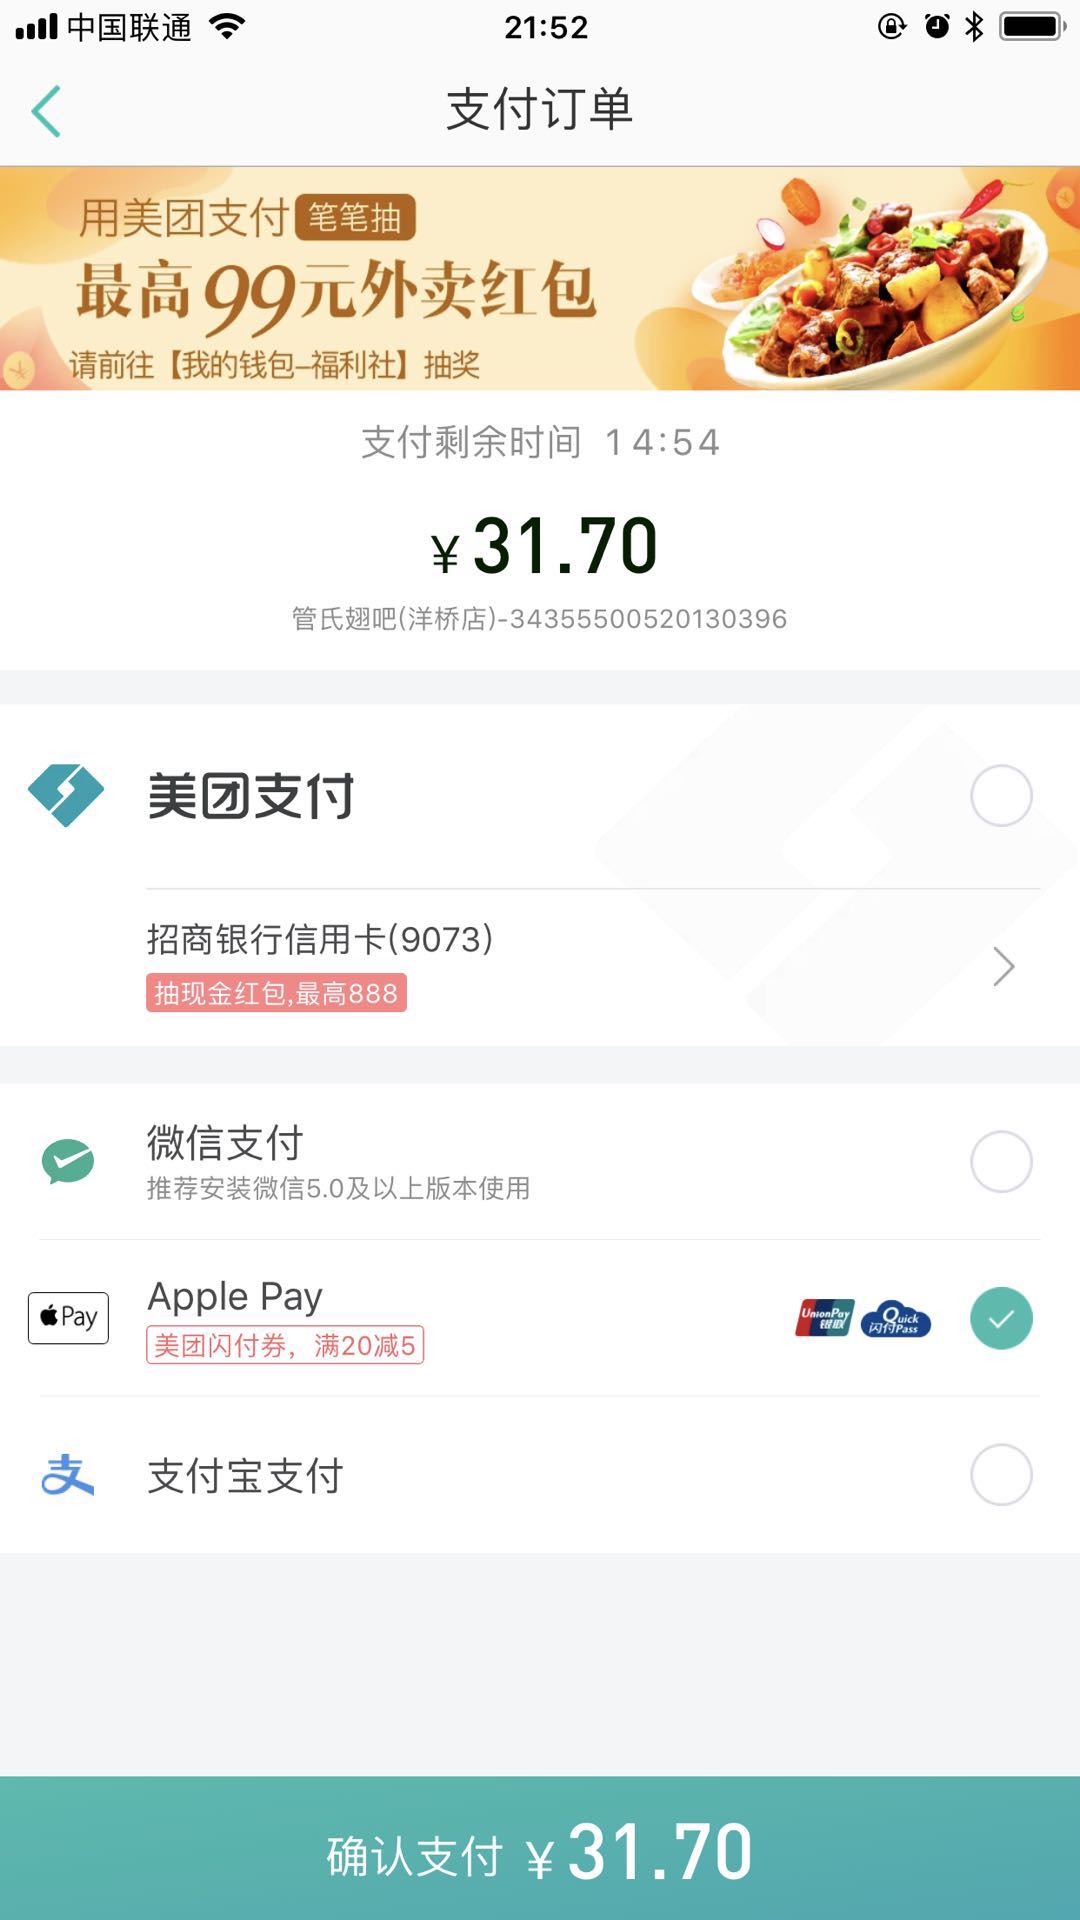 中国联通
21:52
支付订单
用美团支付 笔笔抽
最高99元外卖红包
请前往【我的钱包-福利社】抽奖
支付剩余时间 14:54
¥31.70
管氏翅吧(洋桥店)-34355500520130396
美团支付
招商银行信用卡(9073)
抽现金红包,最高888
微信支付
推荐安装微信5.0及以上版本使用
Pay
Apple Pay
UnionPay
银联
Quick
闪付Pass
美团闪付券，满20减5
支 支付宝支付
确认支付 ¥31.70